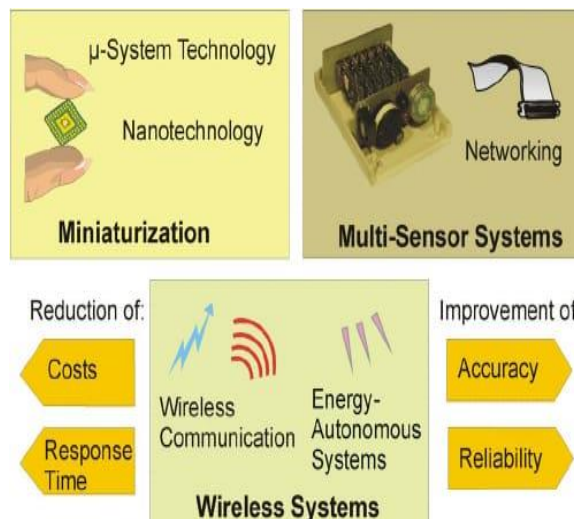 µ-System Technology
Nanotechnology
Miniaturization
Networking
Multi-Sensor Systems
Reduction of:
Costs
Response
Time
Wireless
Communication
Energy-
Autonomous
Systems
Wireless Systems
Improvement of
Accuracy
Reliability